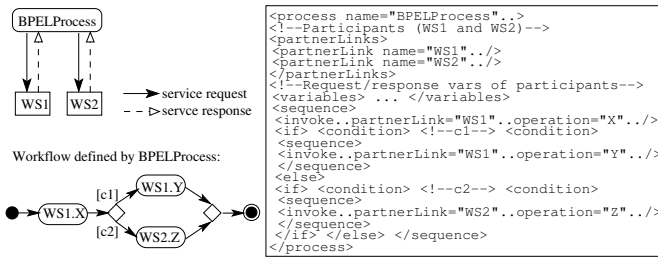 BPELProcess
WS1
WS2
service request
servce response
Workflow defined by BPELProcess:
WS1.X
[c1]
WS1.Y
[c2]
WS2.Z
<process name="BPELProcess"..>
<!--Participants (WS1 and WS2)-->
<partnerLinks>
<partnerLink name="WS1"../>
<partnerLink name="WS2"../>
</partnerLinks>
<!--Request/response vars of participants-->
<variables> ... </variables>
<sequence>
<invoke..partnerLink="WS1"..operation="X"../>
<if> <condition> <!--c1--> <condition>
<sequence>
<invoke..partnerLink="WS1"..operation="Y"../>
</sequence>
<else>
<if> <condition> <!--c2--> <condition>
<sequence>
<invoke..partnerLink="WS2"..operation="Z"../>
</sequence>
</if> </else> </sequence>
</process>